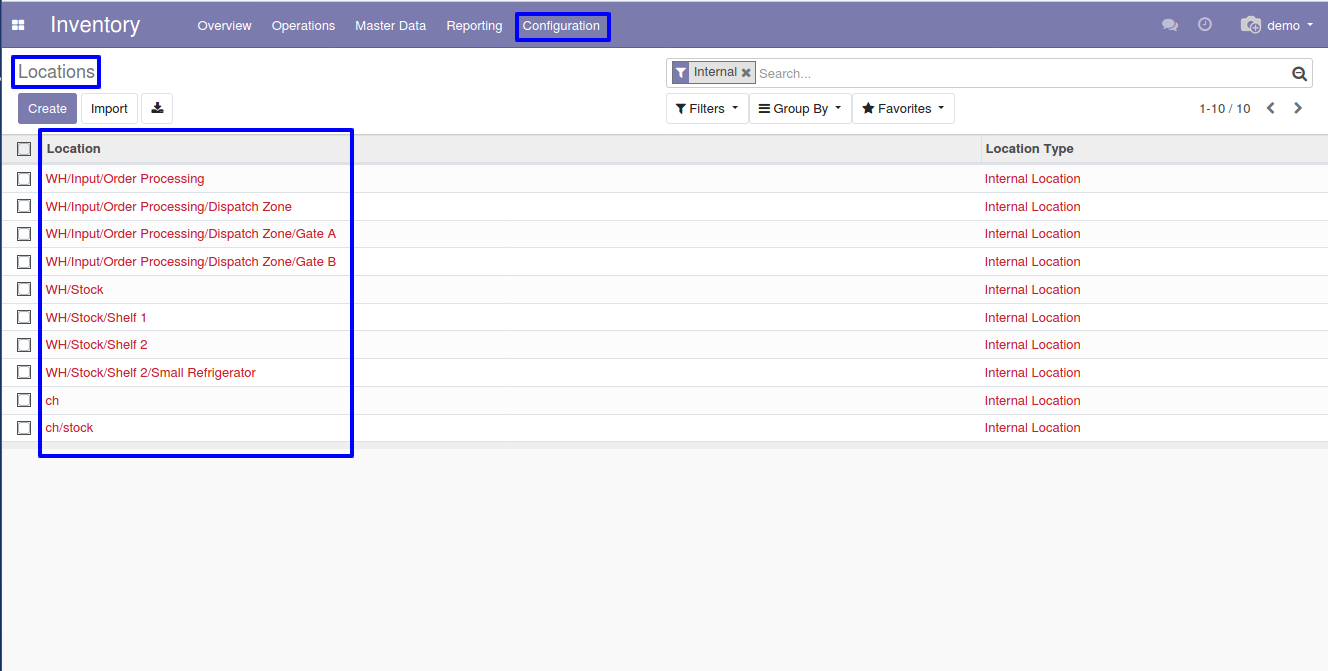 Inventory Overview Operations Master Data Reporting Configuration demo
Locations
Internal Search...
Create Import Filters Group By Favorites 1-10 / 10
Location Location Type
WH/Input/Order Processing Internal Location
WH/Input/Order Processing/Dispatch Zone Internal Location
WH/Input/Order Processing/Dispatch Zone/Gate A Internal Location
WH/Input/Order Processing/Dispatch Zone/Gate B Internal Location
WH/Stock Internal Location
WH/Stock/Shelf 1 Internal Location
WH/Stock/Shelf 2 Internal Location
WH/Stock/Shelf 2/Small Refrigerator Internal Location
ch Internal Location
ch/stock Internal Location